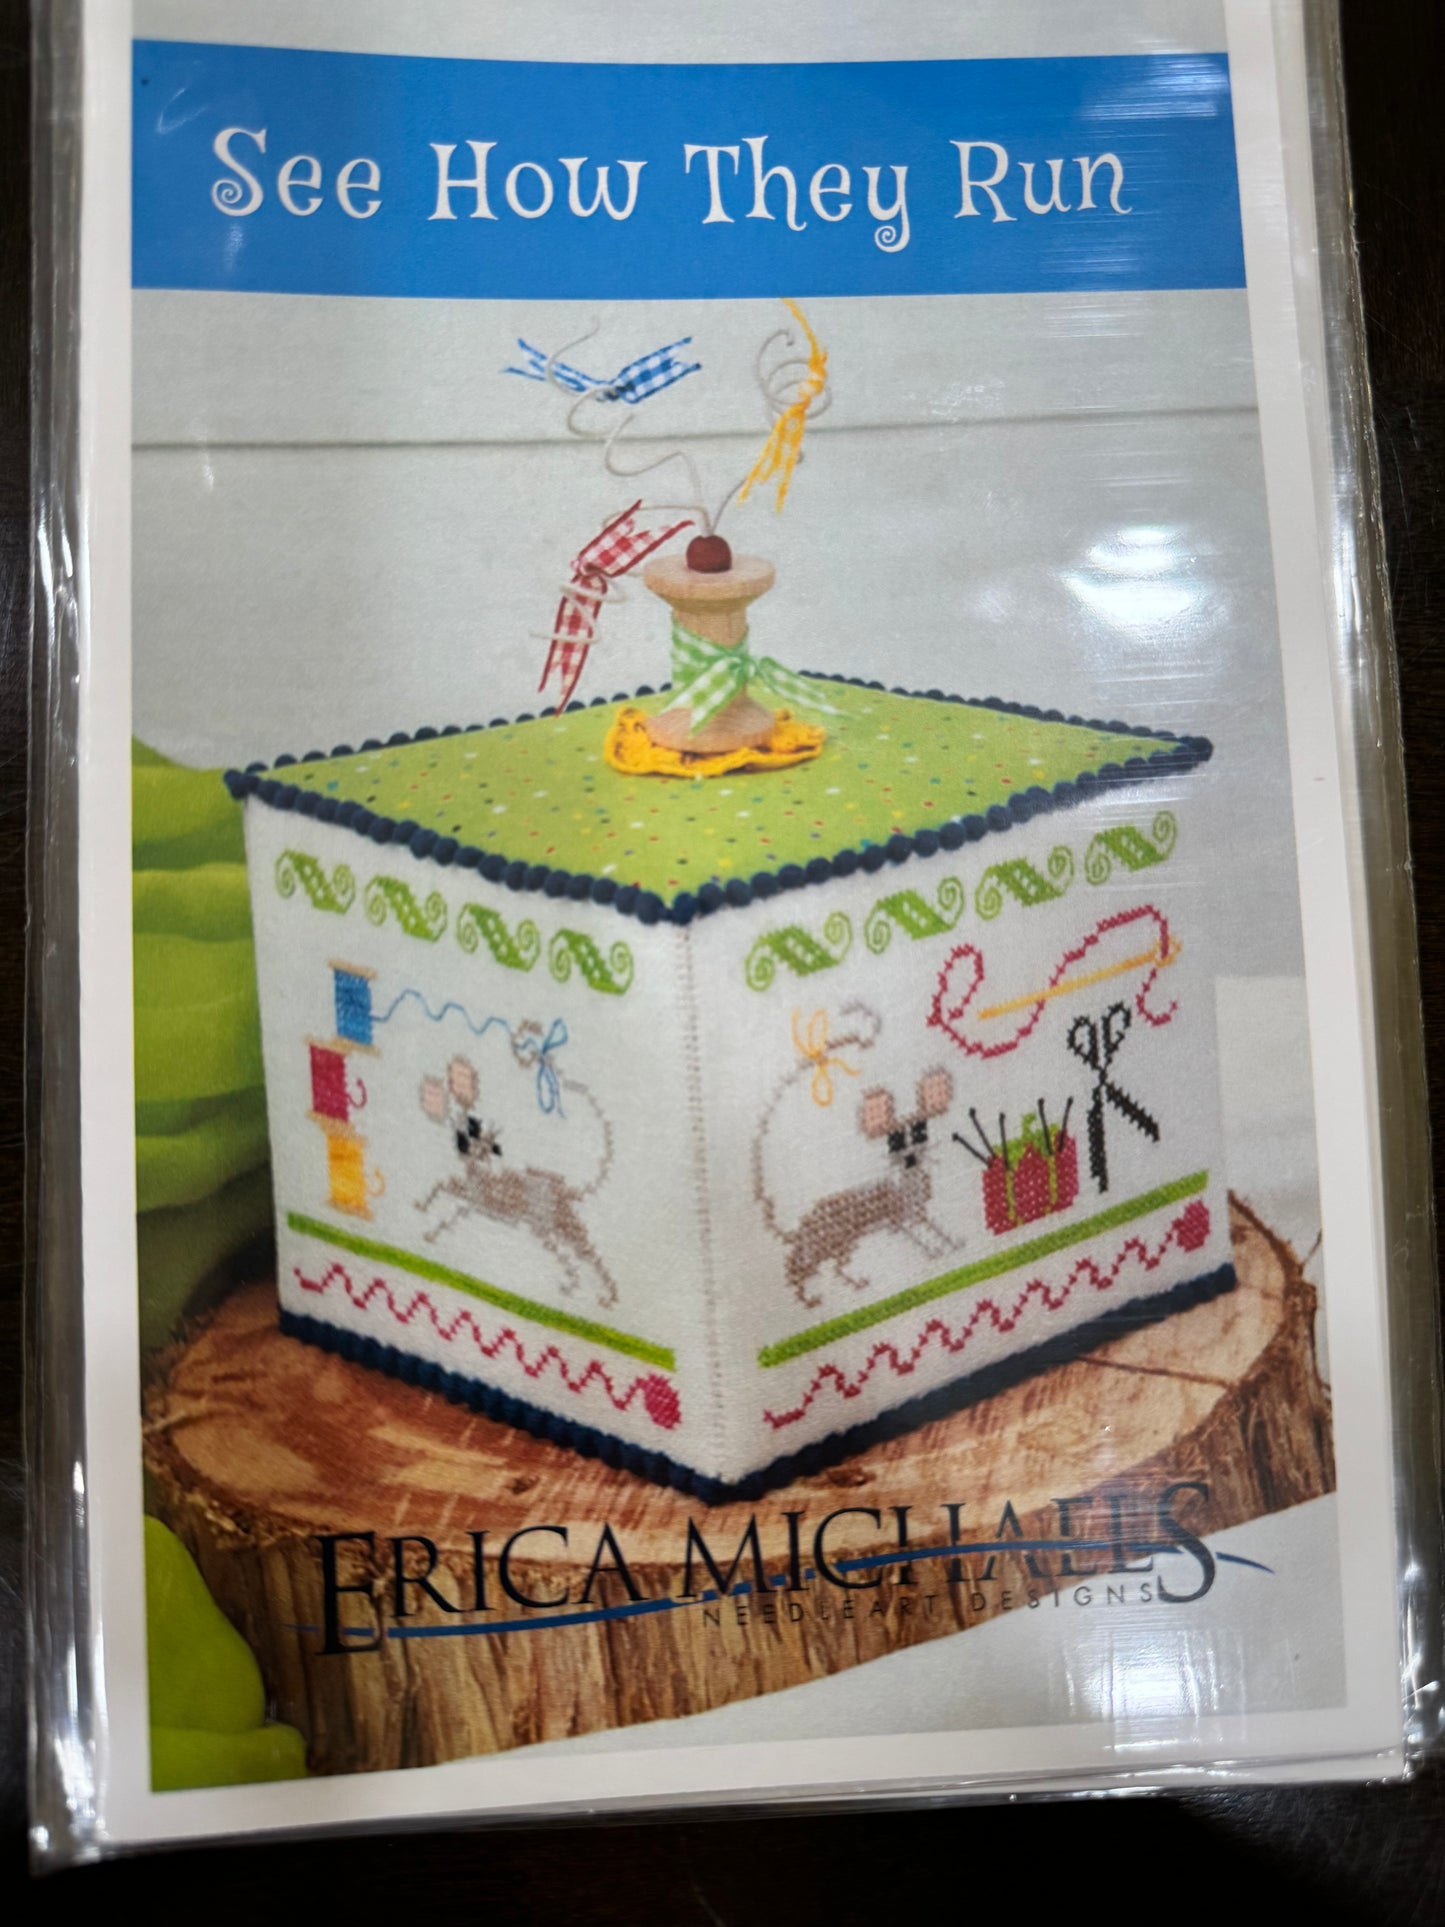 See How They Run
ERICA MICHAELS
NEEDLEART DESIGNS